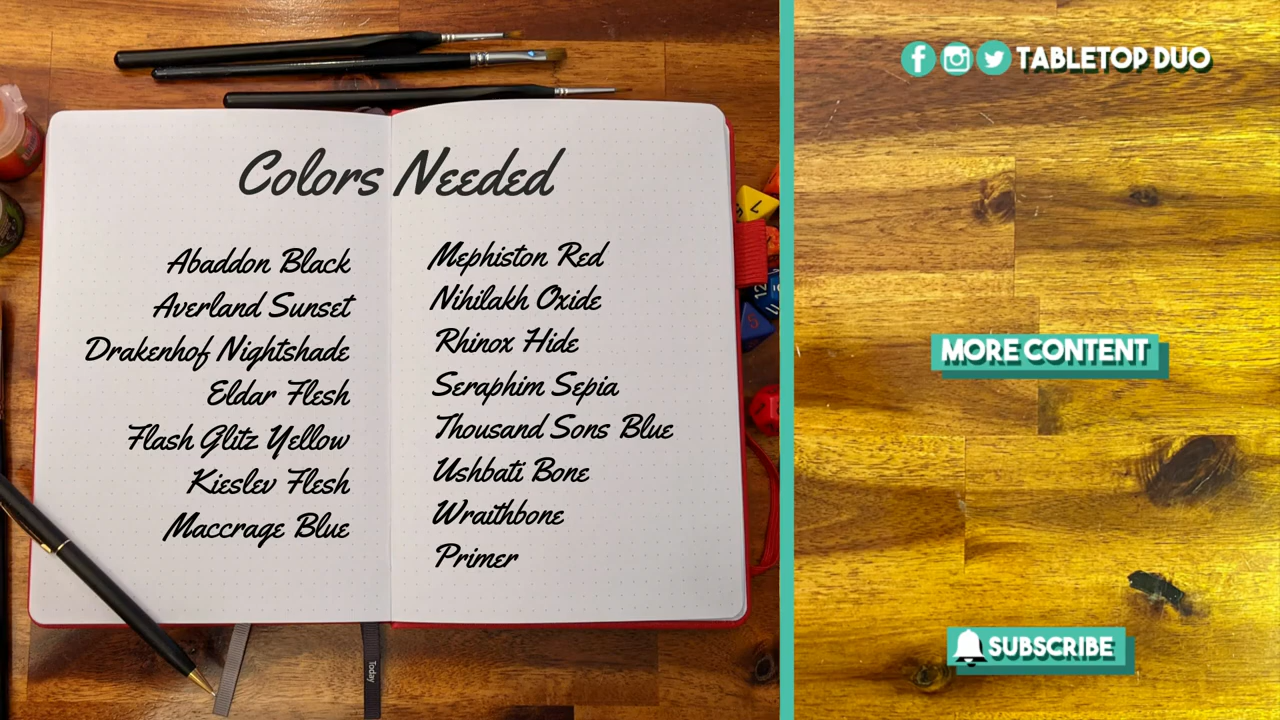 Colors Needed
Abaddon Black
Averland Sunset
Drakenhof Nightshade
Eldar Flesh
Flash Glitz Yellow
Kieslev Flesh
Maccrage Blue
Mephiston Red
Nihilakh Oxide
Rhinox Hide
Seraphim Sepia
Thousand Sons Blue
Ushbati Bone
Wraithbone
Primer
Today
TABLETOP DUO
MORE CONTENT
SUBSCRIBE